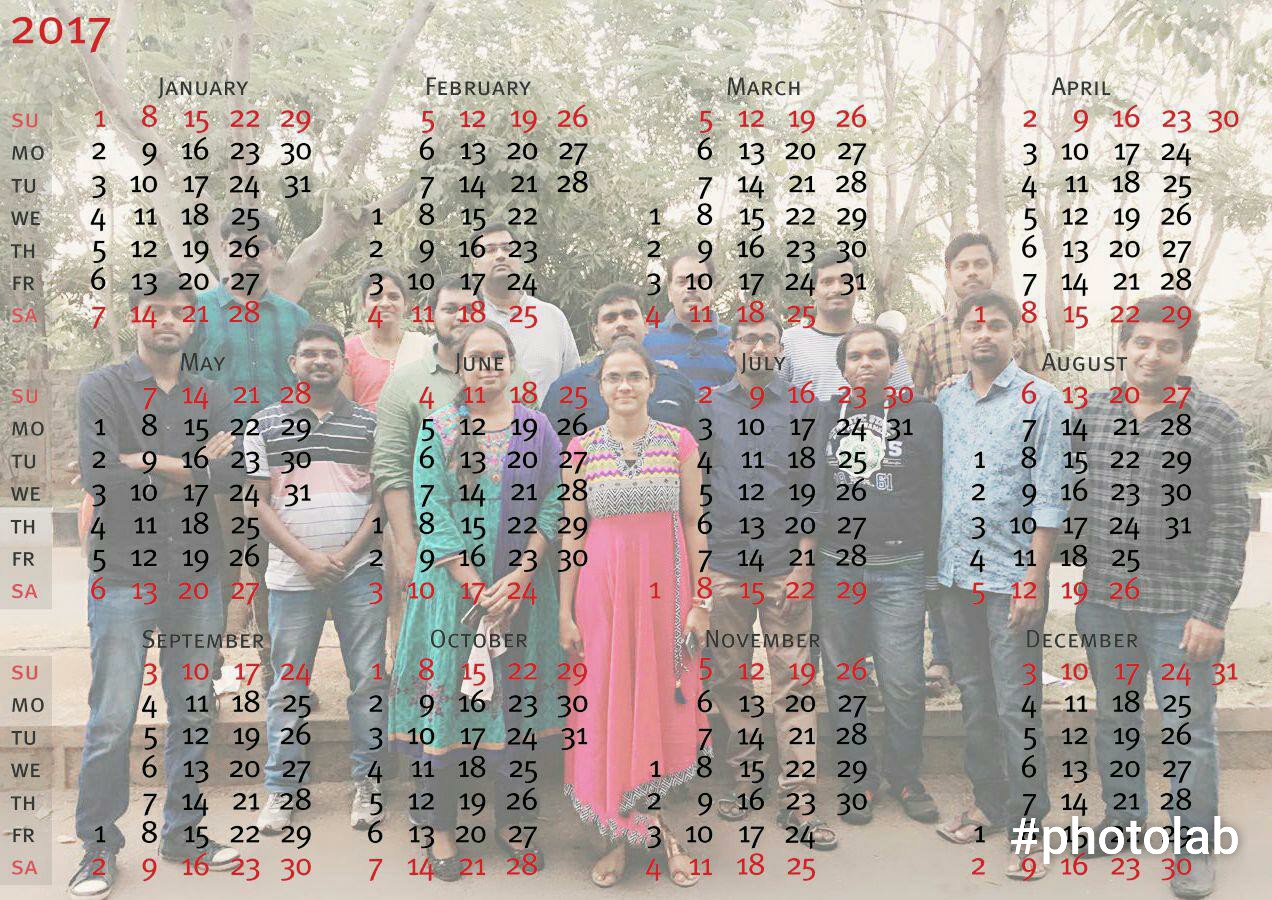 2017
January February March April
SU 1 8 15 22 29 5 12 19 26 5 12 19 26 2 9 16 23 30
MO 2 9 16 23 30 6 13 20 27 6 13 20 27 3 10 17 24
TU 3 10 17 24 31 7 14 21 28 7 14 21 28 4 11 18 25
WE 4 11 18 25 1 8 15 22 1 8 15 22 29 5 12 19 26
TH 5 12 19 26 2 9 16 23 2 9 16 23 30 6 13 20 27
FR 6 13 20 27 3 10 17 24 3 10 17 24 31 7 14 21 28
SA 7 14 21 28 4 11 18 25 4 11 18 25 1 8 15 22 29
May June July August
SU 7 14 21 28 4 11 18 25 2 9 16 23 30 6 13 20 27
MO 1 8 15 22 29 5 12 19 26 3 10 17 24 31 7 14 21 28
TU 2 9 16 23 30 6 13 20 27 4 11 18 25 1 8 15 22 29
WE 3 10 17 24 31 7 14 21 28 5 12 19 26 2 9 16 23 30
TH 4 11 18 25 1 8 15 22 29 6 13 20 27 3 10 17 24 31
FR 5 12 19 26 2 9 16 23 30 7 14 21 28 4 11 18 25
SA 6 13 20 27 3 10 17 24 1 8 15 22 29 5 12 19 26
September October November December
SU 3 10 17 24 1 8 15 22 29 5 12 19 26 3 10 17 24 31
MO 4 11 18 25 2 9 16 23 30 6 13 20 27 4 11 18 25
TU 5 12 19 26 3 10 17 24 31 7 14 21 28 5 12 19 26
WE 6 13 20 27 4 11 18 25 1 8 15 22 29 6 13 20 27
TH 7 14 21 28 5 12 19 26 2 9 16 23 30 7 14 21 28
FR 1 8 15 22 29 6 13 20 27 3 10 17 24 1
#photolab
SA 2 9 16 23 30 7 14 21 28 4 11 18 25 2 9 16 23 30